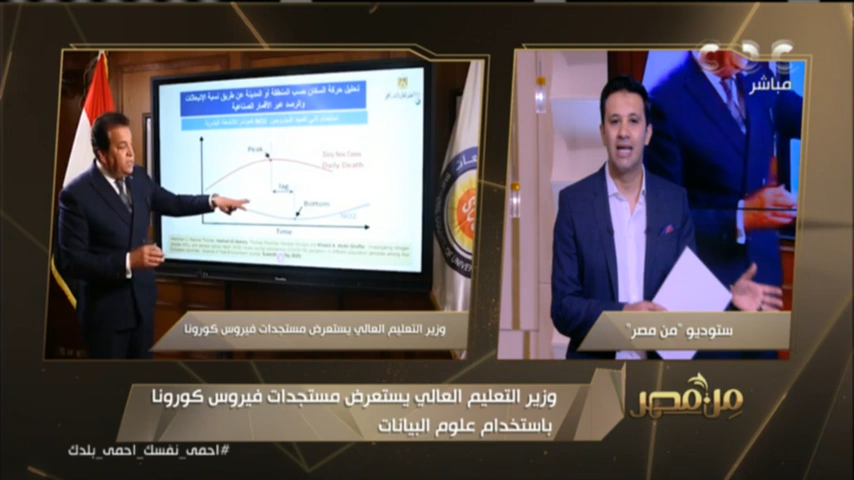 cbc
مباشر
تحليل حركة السكان حسب المنطقة أو المدينة عن طريق نسبة الإنبعاثات
والرصد عبر الأقمار الصناعية
Peak
Daily New Cases
Daily Death
lag
Bottom
NO2
Time
وزير التعليم العالي يستعرض مستجدات فيروس كورونا
ستوديو "من مصر"
وزير التعليم العالي يستعرض مستجدات فيروس كورونا
باستخدام علوم البيانات
من مصر
#احمي_نفسك_احمي_بلدك